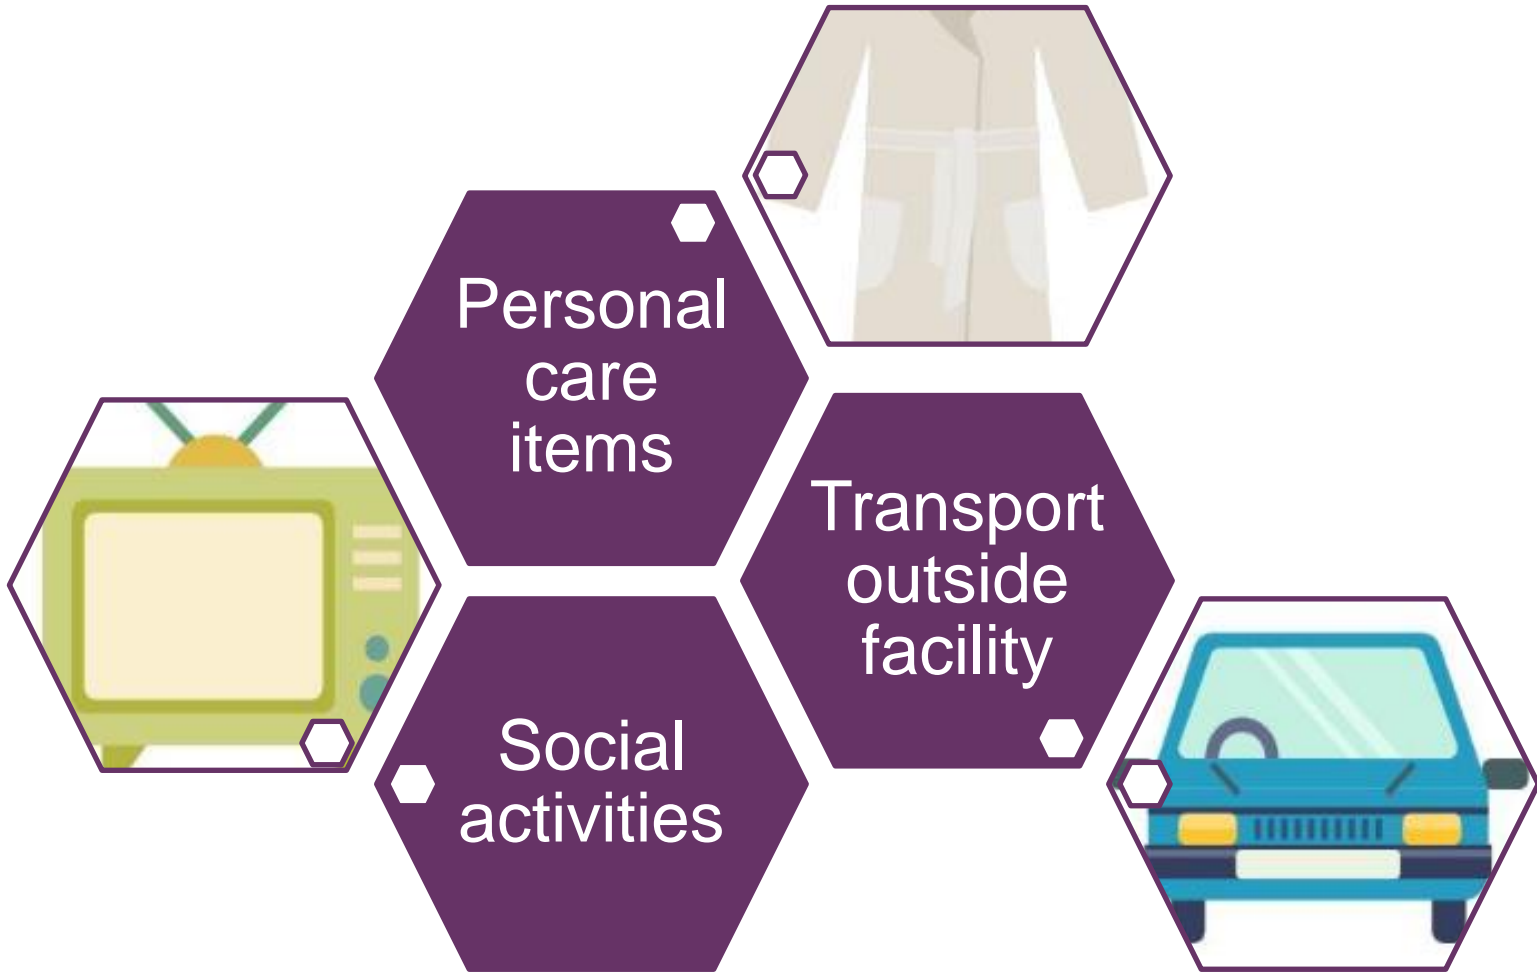 Personal
care
items
Transport
outside
facility
Social
activities